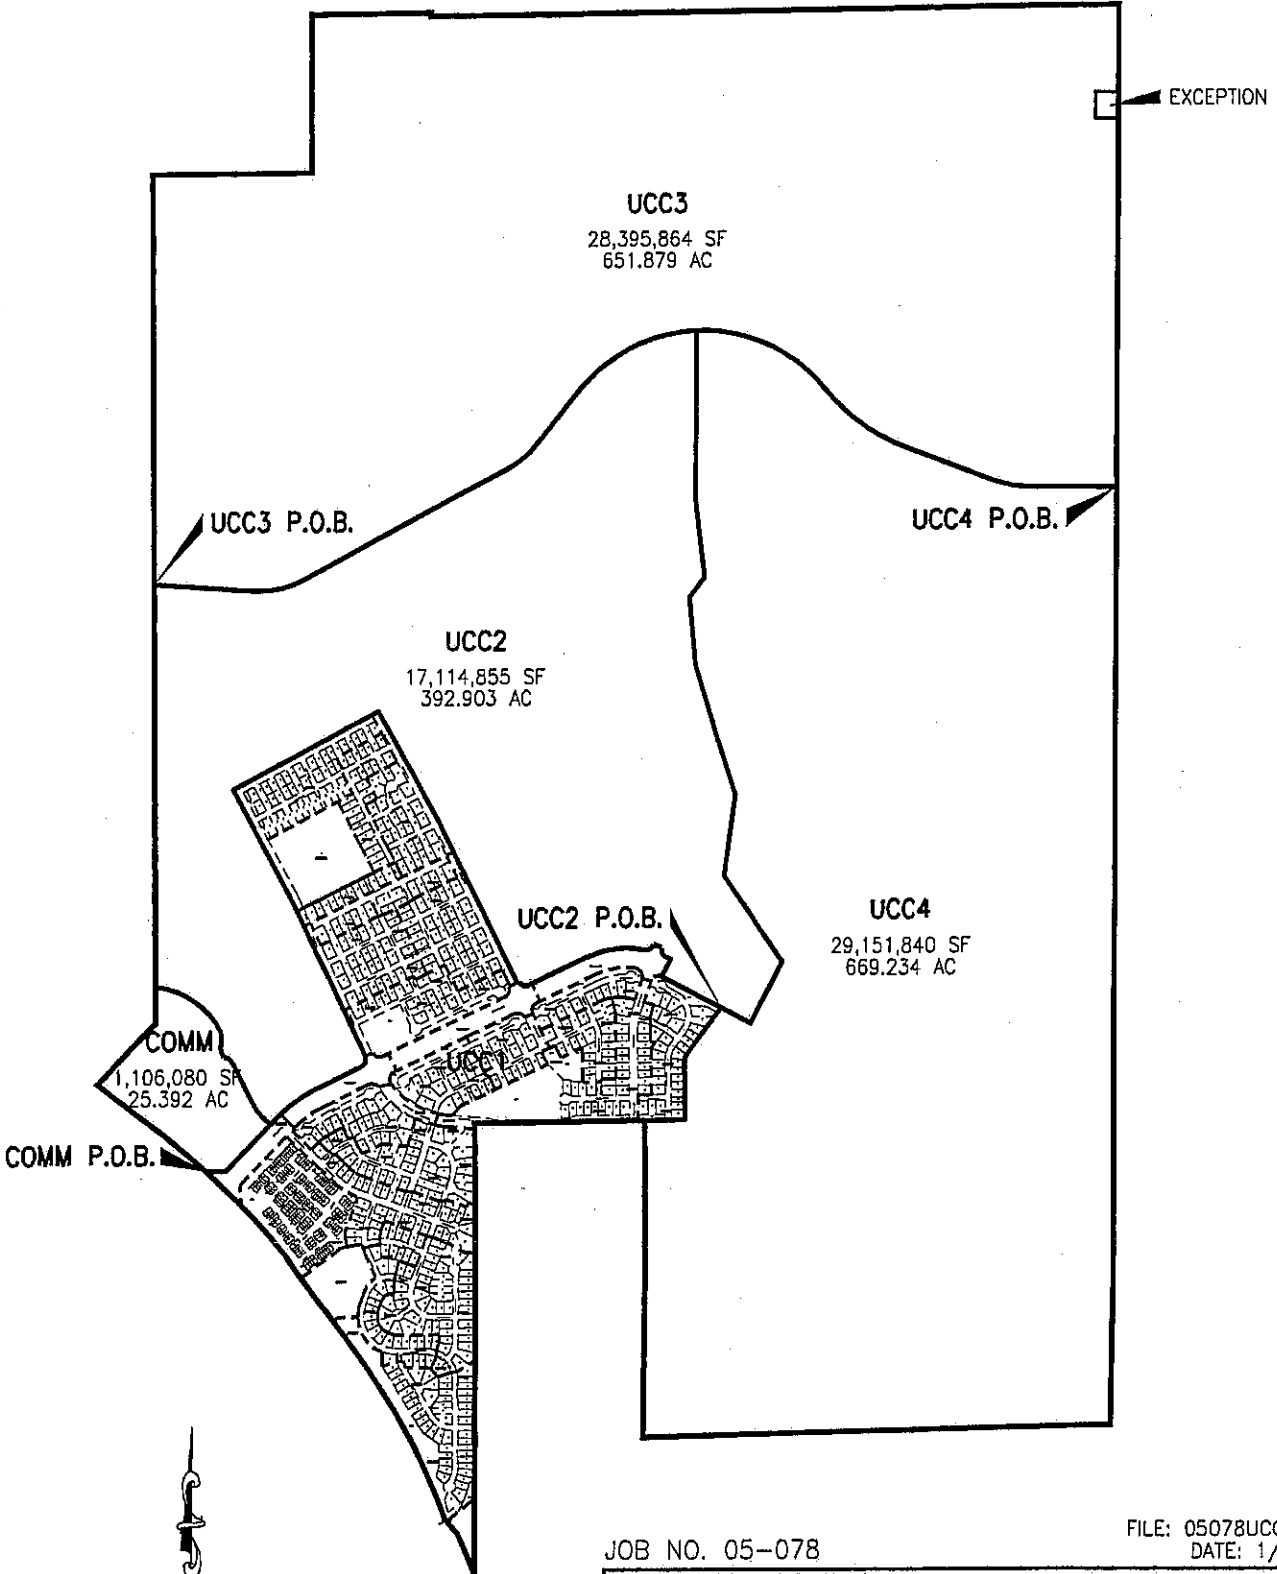 EXCEPTION
UCC3
28,395,864 SF
651.879 AC
UCC3 P.O.B.
UCC4 P.O.B.
UCC2
17,114,855 SF
392.903 AC
UCC2 P.O.B.
UCC4
29,151,840 SF
669.234 AC
COMM
1,106,080 SF
25.392 AC
UCC1
COMM P.O.B.
JOB NO. 05-078
FILE: 05078UCC
DATE: 1/